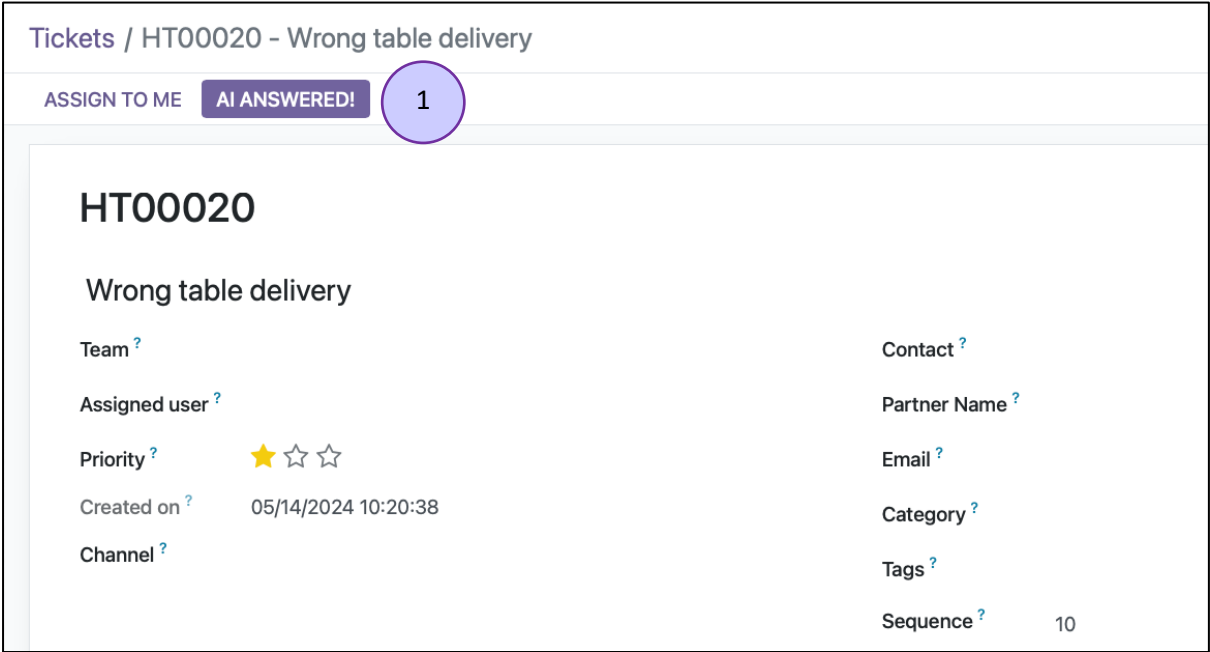 Tickets / HT00020 - Wrong table delivery
ASSIGN TO ME AI ANSWERED! 1
HT00020
Wrong table delivery
Team ?
Contact ?
Assigned user ?
Partner Name ?
Priority ?
Email ?
Created on ? 05/14/2024 10:20:38
Category ?
Channel ?
Tags ?
Sequence ? 10